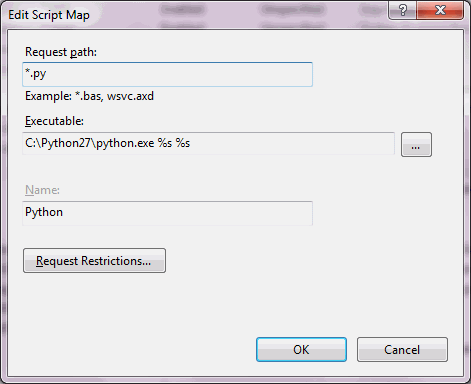 Edit Script Map
Request path:
*.py
Example: *.bas, wsvc.axd
Executable:
C:\Python27\python.exe %s %s
...
Name:
Python
Request Restrictions...
OK
Cancel